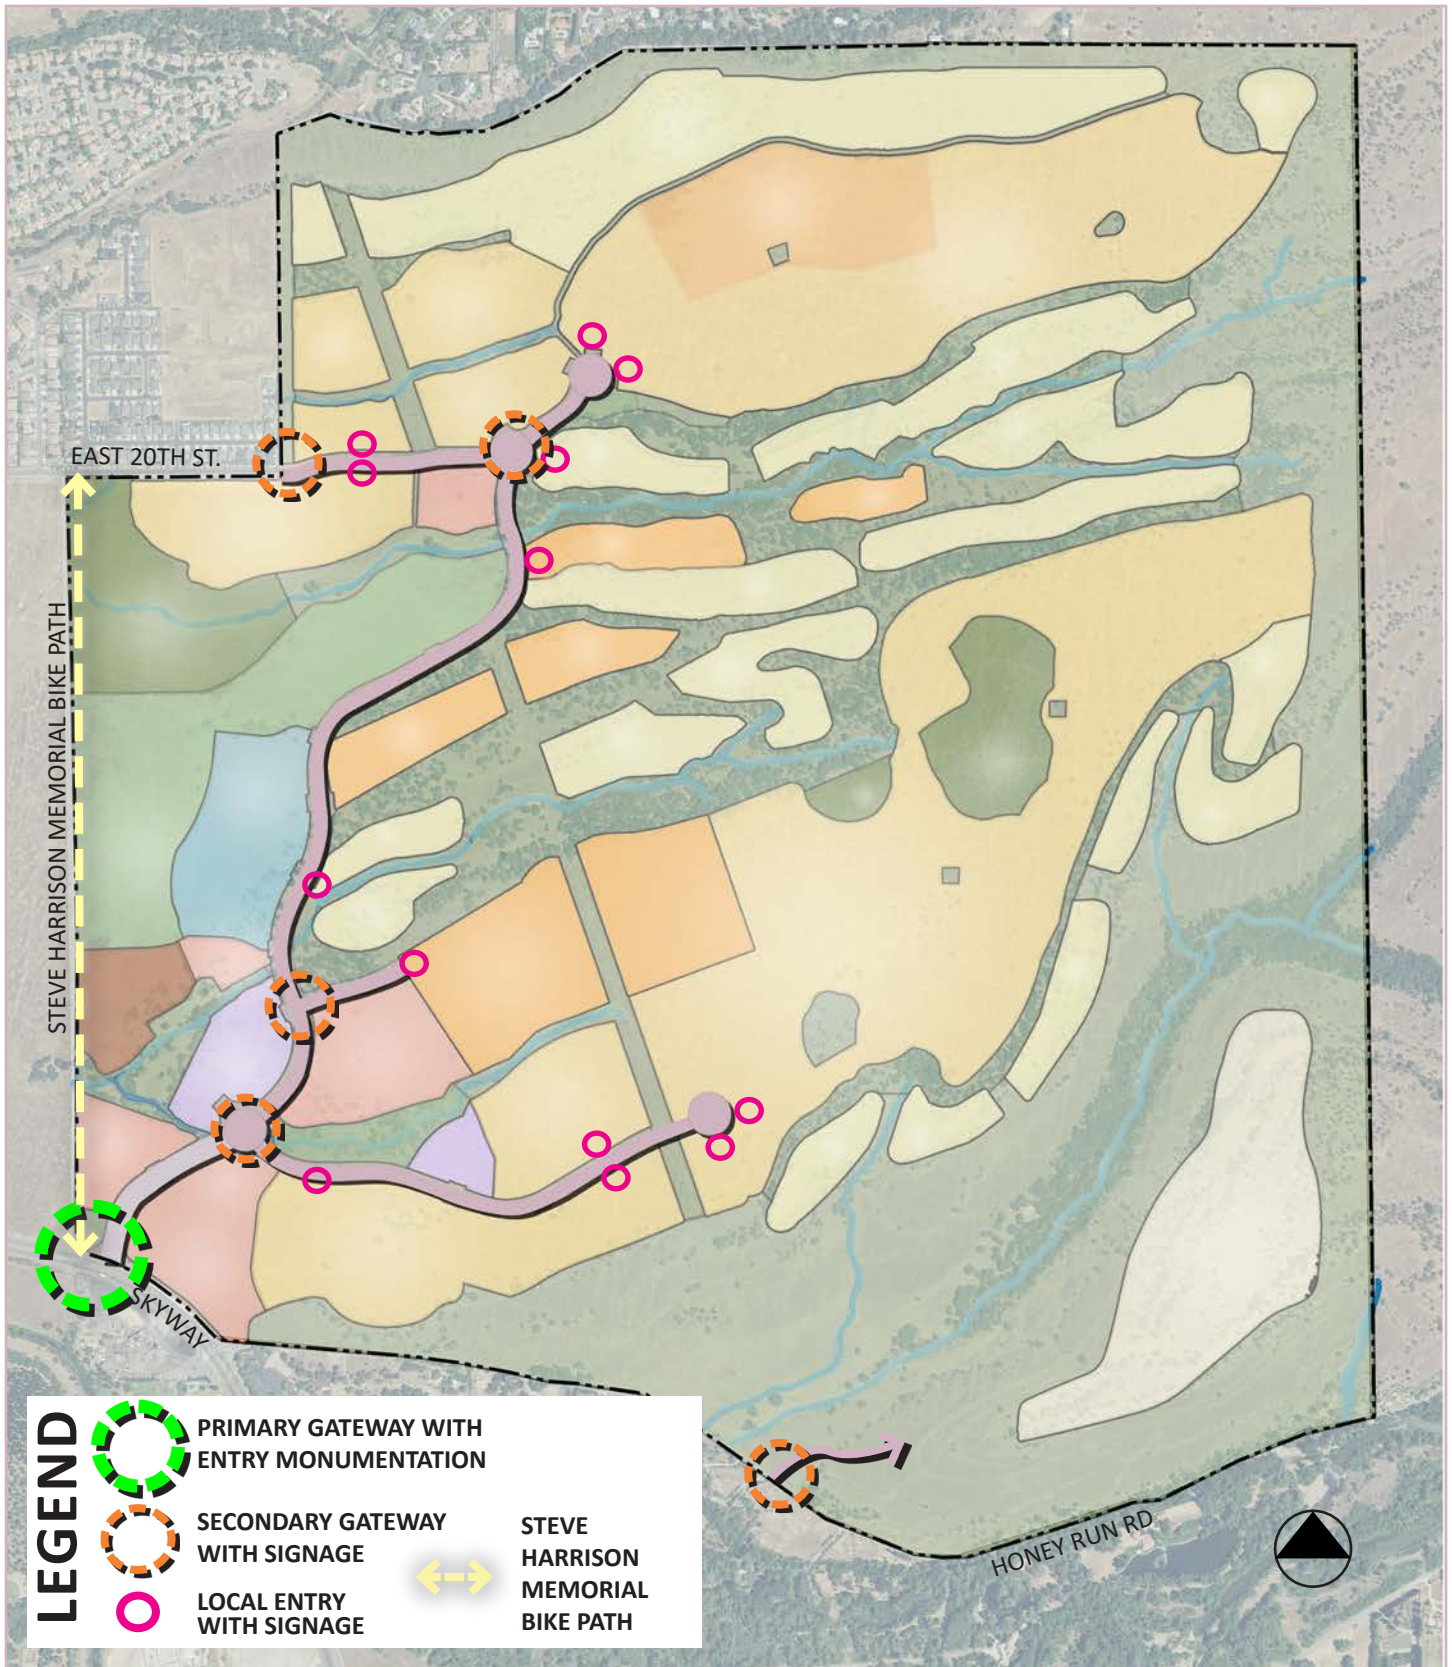 EAST 20TH ST.
STEVE HARRISON MEMORIAL BIKE PATH
SKYWAY
HONEY RUN RD
LEGEND
PRIMARY GATEWAY WITH
ENTRY MONUMENTATION
SECONDARY GATEWAY
WITH SIGNAGE
LOCAL ENTRY
WITH SIGNAGE
STEVE
HARRISON
MEMORIAL
BIKE PATH